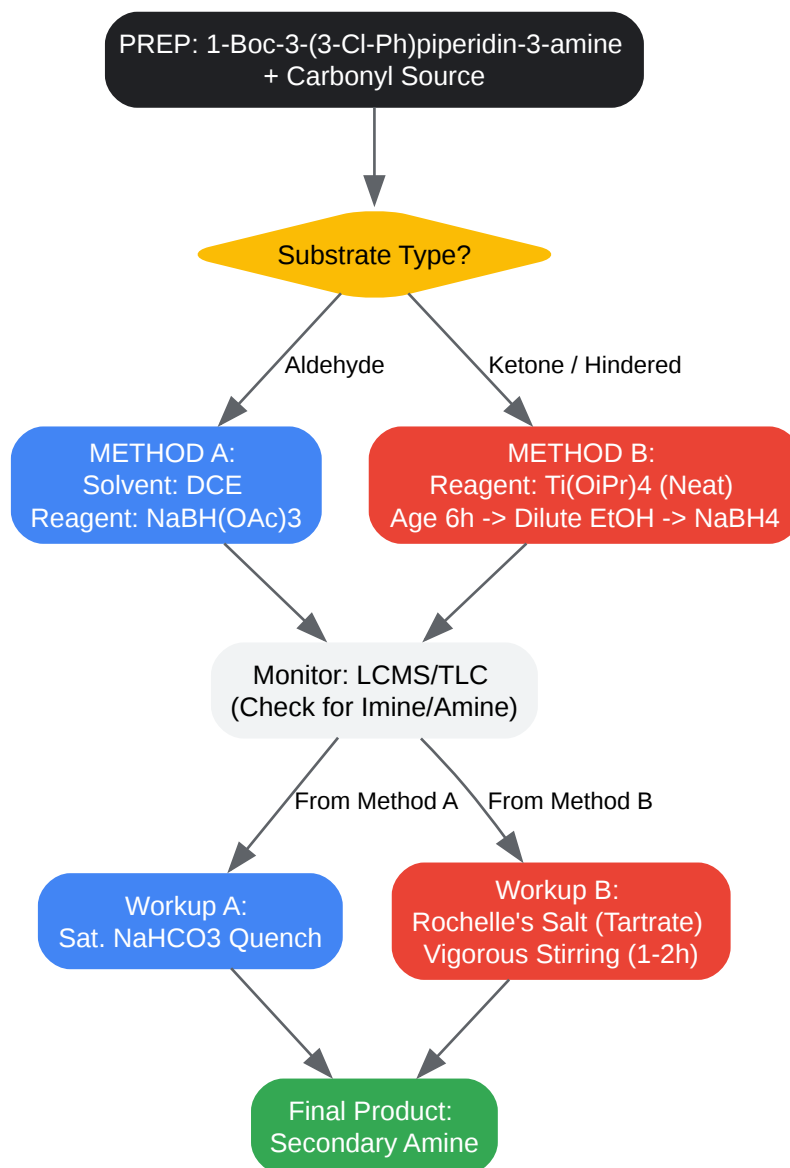 PREP: 1-Boc-3-(3-Cl-Ph)piperidin-3-amine
+ Carbonyl Source
Substrate Type?
Aldehyde
Ketone / Hindered
METHOD A:
Solvent: DCE
Reagent: NaBH(OAc)3
METHOD B:
Reagent: Ti(OiPr)4 (Neat)
Age 6h -> Dilute EtOH -> NaBH4
Monitor: LCMS/TLC
(Check for Imine/Amine)
From Method A
From Method B
Workup A:
Sat. NaHCO3 Quench
Workup B:
Rochelle's Salt (Tartrate)
Vigorous Stirring (1-2h)
Final Product:
Secondary Amine